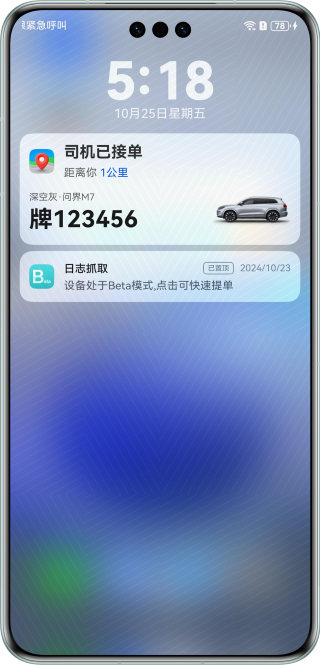 紧急呼叫
78
5:18
10月25日星期五
司机已接单
距离你 1公里
深空灰·问界M7
牌123456
日志抓取 已置顶 2024/10/23
设备处于Beta模式,点击可快速提单
Beta